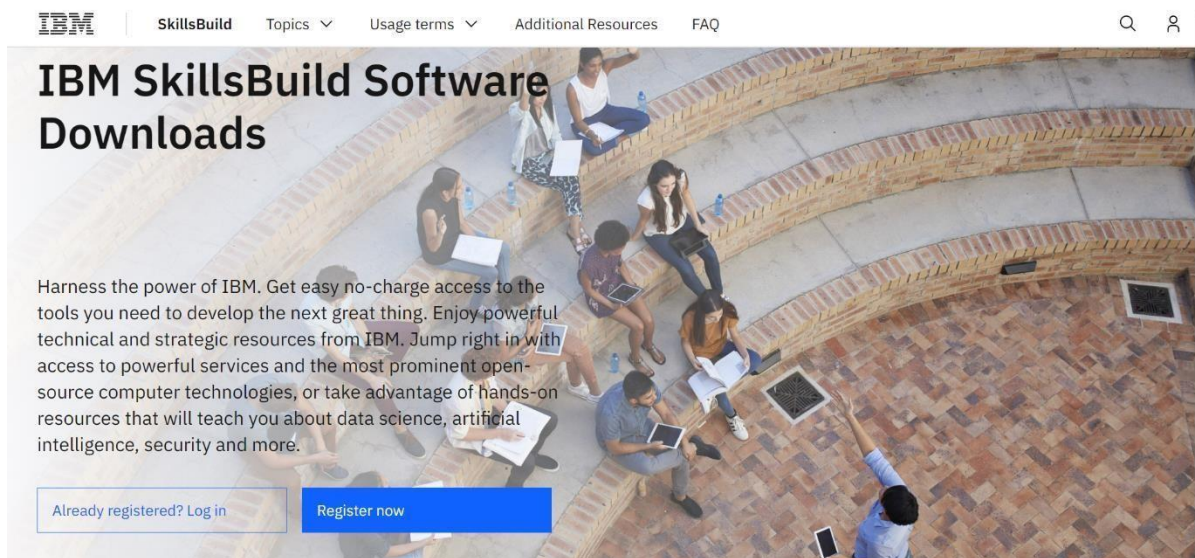 IBM SkillsBuild Topics Usage terms Additional Resources FAQ
IBM SkillsBuild Software
Downloads
Harness the power of IBM. Get easy no-charge access to the
tools you need to develop the next great thing. Enjoy powerful
technical and strategic resources from IBM. Jump right in with
access to powerful services and the most prominent open-
source computer technologies, or take advantage of hands-on
resources that will teach you about data science, artificial
intelligence, security and more.
Already registered? Log in Register now